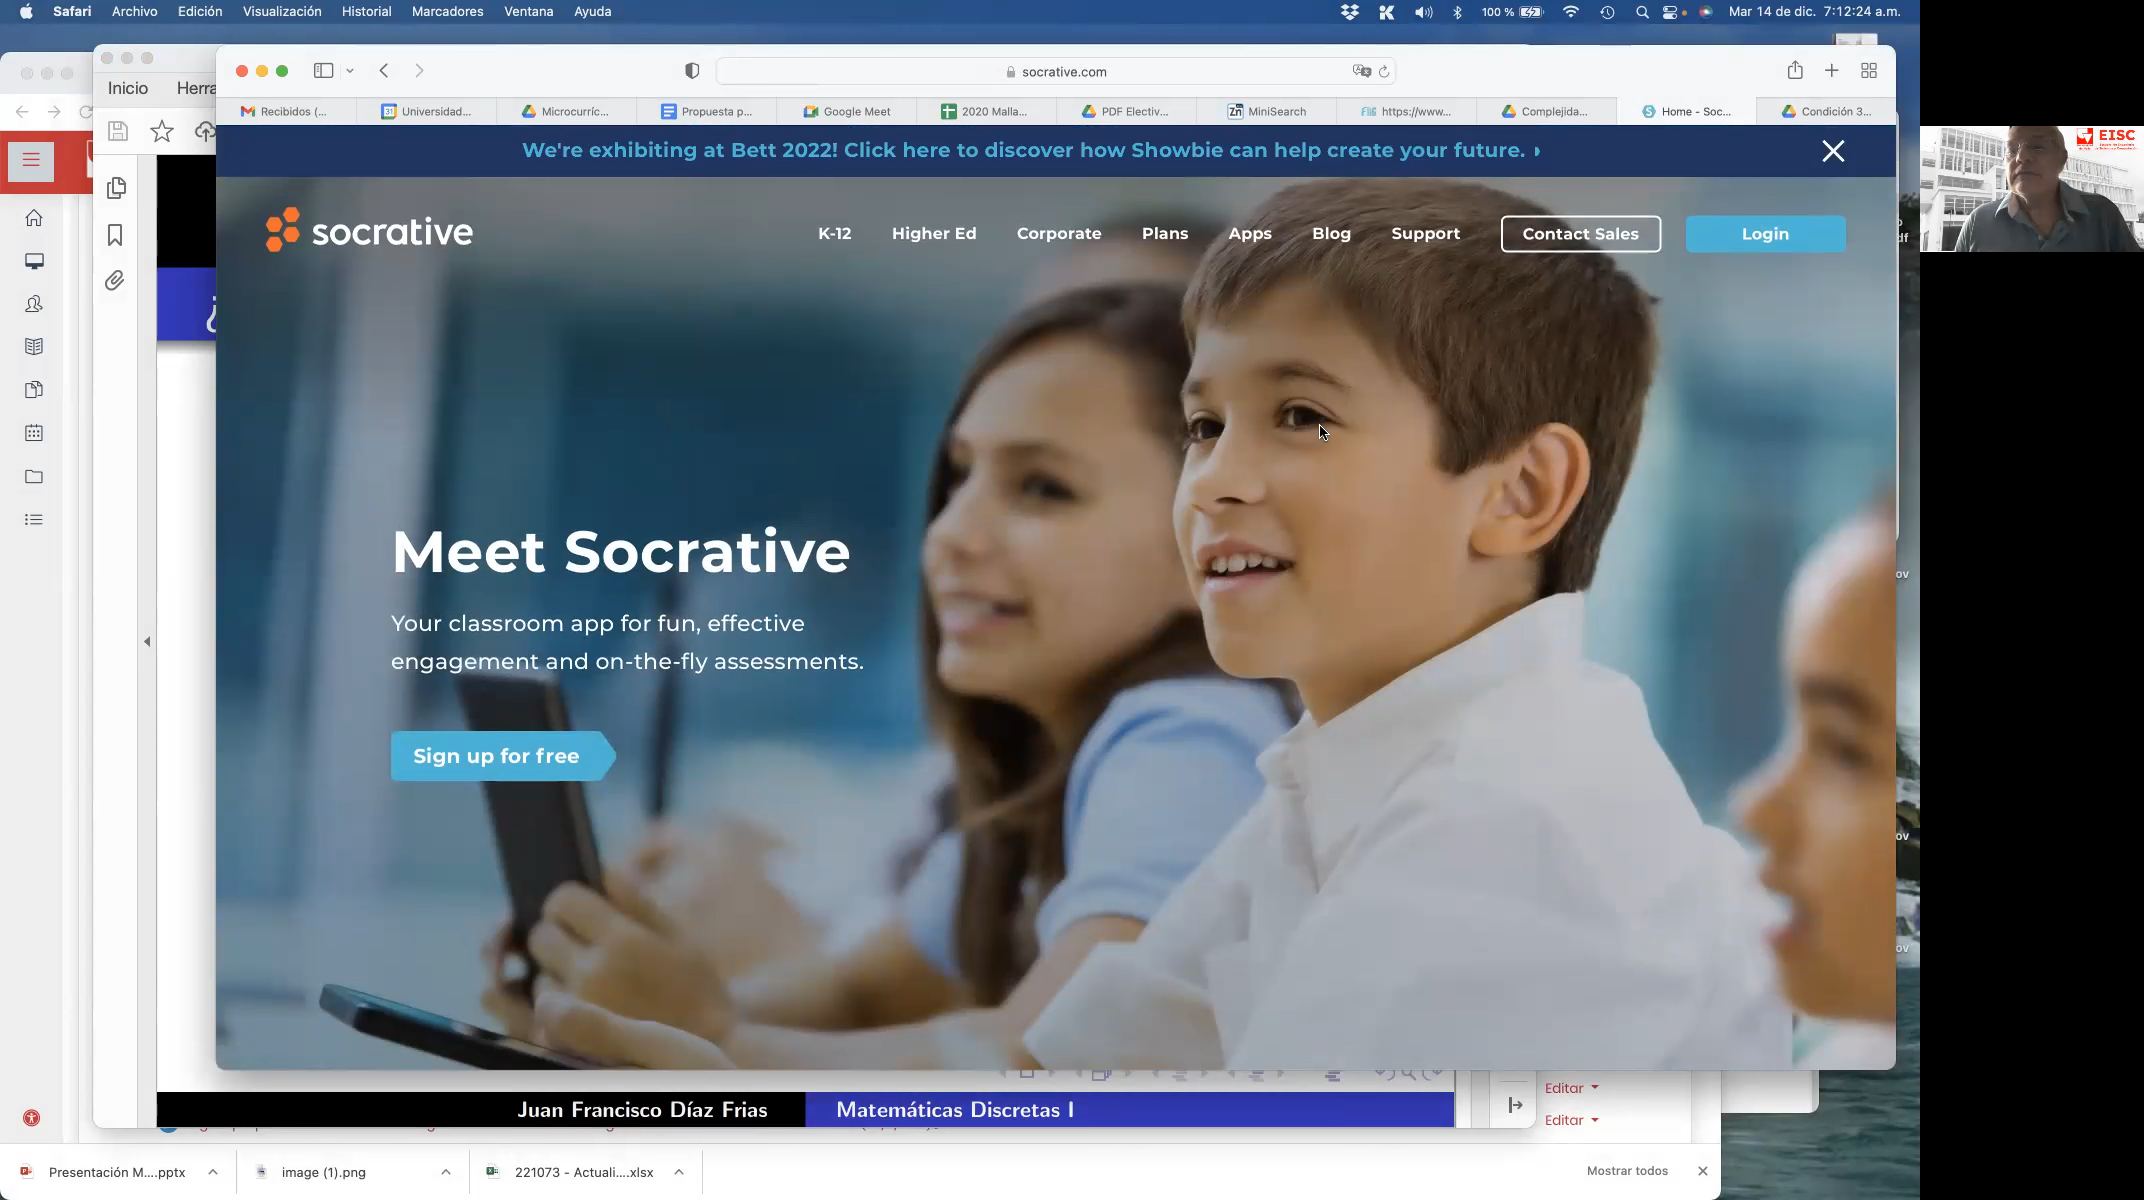 Safari Archivo Edición Visualización Historial Marcadores Ventana Ayuda
100 % Mar 14 de dic. 7:12:24 a.m.
socrative.com
Inicio Herra
Recibidos (... Universidad... Microcurríc... Propuesta p... Google Meet 2020 Malla... PDF Electiv... MiniSearch https://www... Complejida... Home - Soc... Condición 3...
We're exhibiting at Bett 2022! Click here to discover how Showbie can help create your future.
EISC
socrative K-12 Higher Ed Corporate Plans Apps Blog Support Contact Sales Login
df
¿
Meet Socrative
ov
Your classroom app for fun, effective
engagement and on-the-fly assessments.
Sign up for free
ov
ov
Editar
Juan Francisco Díaz Frias Matemáticas Discretas I
Editar
Presentación M....pptx image (1).png 221073 - Actuali....xlsx Mostrar todos